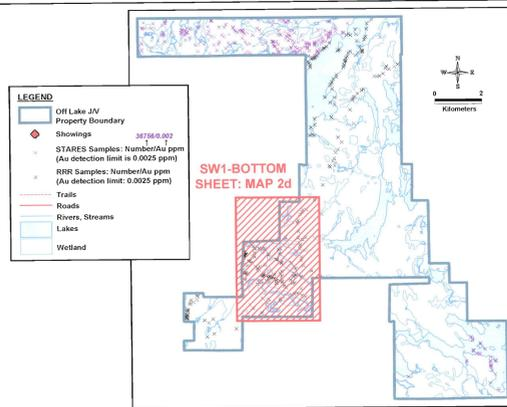 LEGEND
Off Lake J/V
Property Boundary
Showings
36756/0.002
STARES Samples: Number/Au ppm
(Au detection limit is 0.0025 ppm)
RRR Samples: Number/Au ppm
(Au detection limit: 0.0025 ppm)
Trails
Roads
Rivers, Streams
Lakes
Wetland
SW1-BOTTOM
SHEET: MAP 2d
N
W
S
0 2
Kilometers